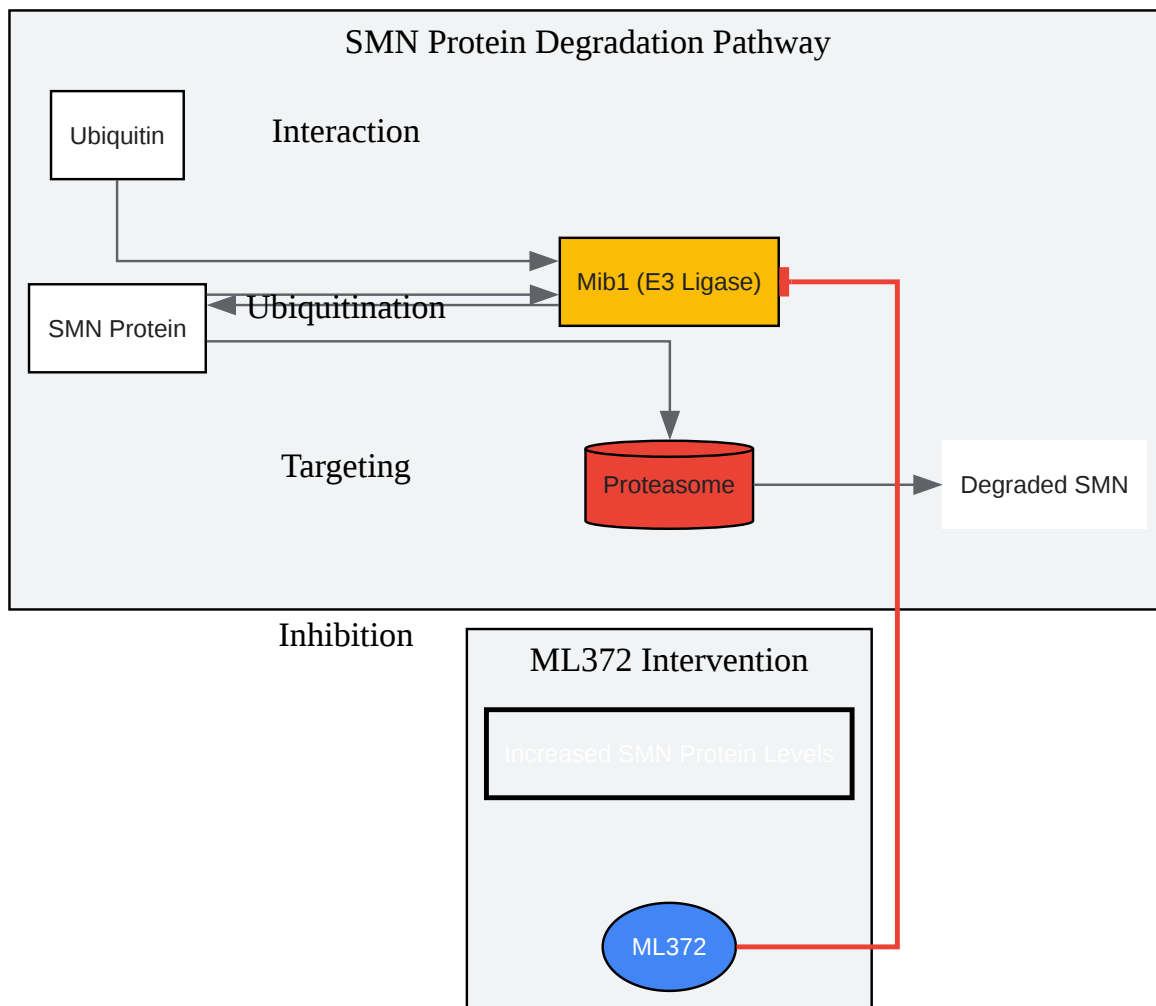 SMN Protein Degradation Pathway
Ubiquitin
Interaction
Mib1 (E3 Ligase)
Ubiquitination
SMN Protein
Targeting
Proteasome
Degraded SMN
Inhibition
ML372 Intervention
Increased SMN Protein Levels
ML372